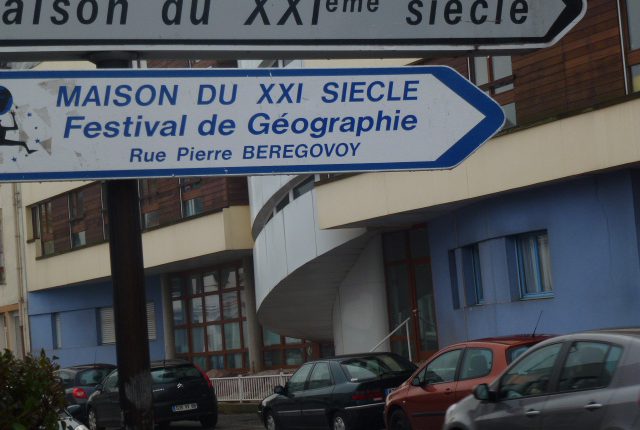 aison du XXIème siècle
MAISON DU XXI SIECLE
Festival de Géographie
Rue Pierre BEREGOVOY